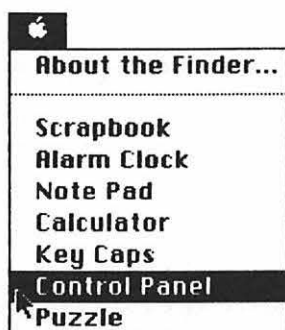 About the Finder...
Scrapbook
Alarm Clock
Note Pad
Calculator
Key Caps
Control Panel
Puzzle